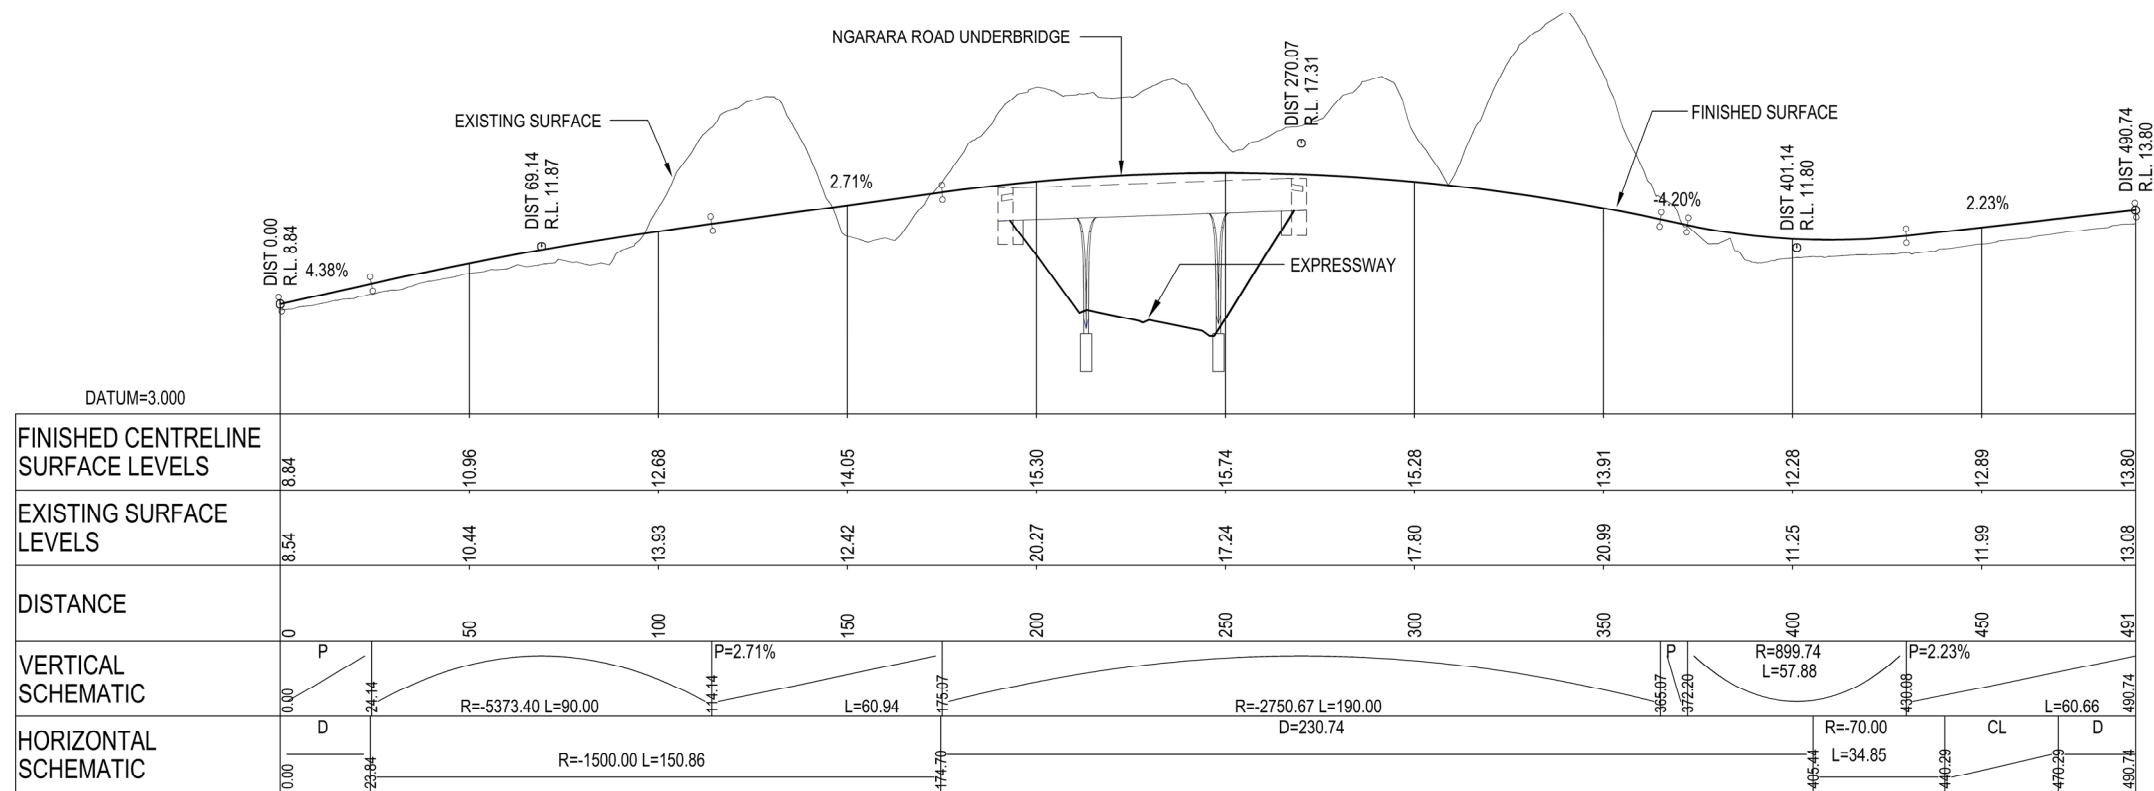 NGARARA ROAD UNDERBRIDGE
DIST 270.07
R.L. 17.31
EXISTING SURFACE
FINISHED SURFACE
DIST 69.14
R.L. 11.87
2.71%
-4.20%
DIST 401.14
R.L. 11.80
2.23%
DIST 490.74
R.L. 13.80
DIST 0.00
R.L. 8.84
4.38%
EXPRESSWAY
DATUM=3.000
FINISHED CENTRELINE
SURFACE LEVELS
8.84 10.96 12.68 14.05 15.30 15.74 15.28 13.91 12.28 12.89 13.80
EXISTING SURFACE
LEVELS
8.54 10.44 13.93 12.42 20.27 17.24 17.80 20.99 11.25 11.99 13.08
DISTANCE
0 50 100 150 200 250 300 350 400 450 491
VERTICAL
SCHEMATIC
P P=2.71% P R=899.74 P=2.23%
L=57.88
R=-5373.40 L=90.00 L=60.94 R=-2750.67 L=190.00 L=60.66
0.00 24.14 114.14 175.07 365.07 372.20 430.08 490.74
HORIZONTAL
SCHEMATIC
D D=230.74 R=-70.00 CL D
R=-1500.00 L=150.86 L=34.85
0.00 23.84 174.70 405.44 440.29 470.29 490.74